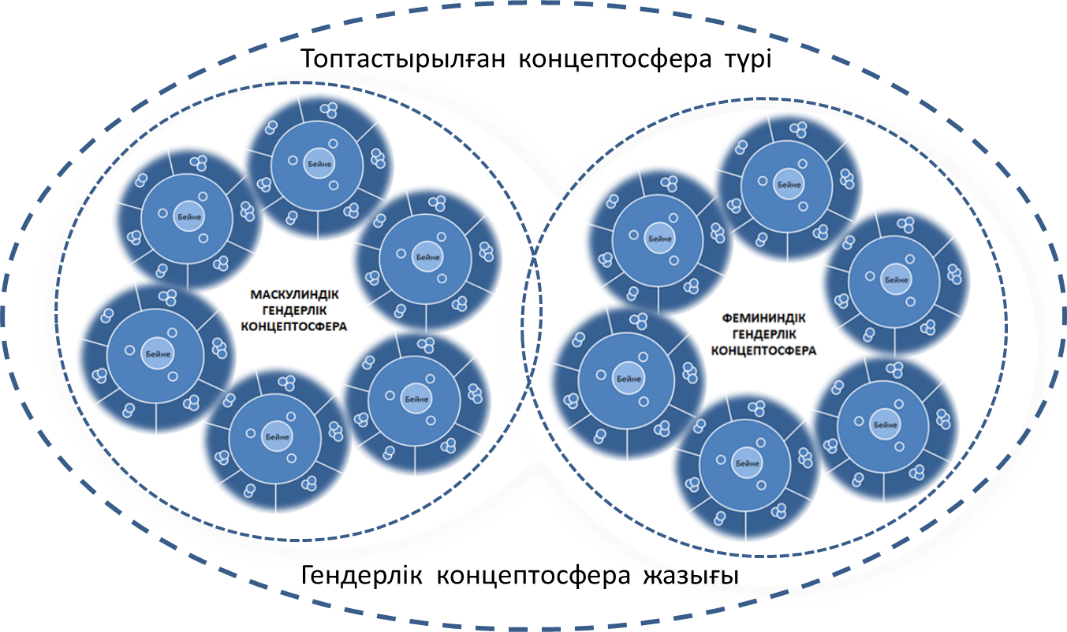 Топтастырылған концептосфера түрі
Бейне
Бейне
Бейне
Бейне
Бейне
Бейне
МАСКУЛИНДІК
ГЕНДЕРЛІК
КОНЦЕПТОСФЕРА
Бейне
Бейне
Бейне
Бейне
Бейне
Бейне
ФЕМИНИНДІК
ГЕНДЕРЛІК
КОНЦЕПТОСФЕРА
Гендерлік концептосфера жазығы